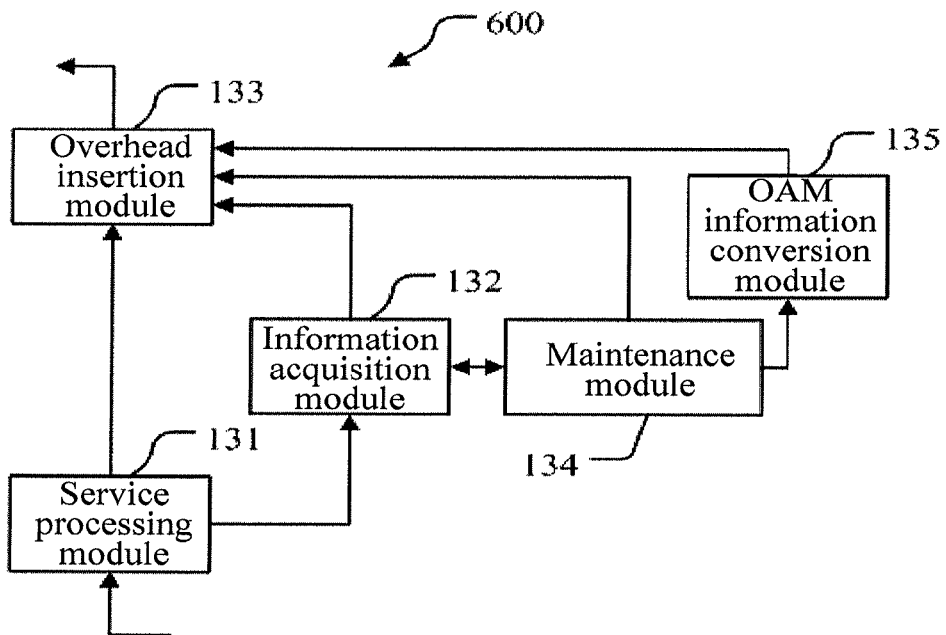 600
133
Overhead
insertion
module
135
OAM
information
conversion
module
132
Information
acquisition
module
Maintenance
module
134
131
Service
processing
module